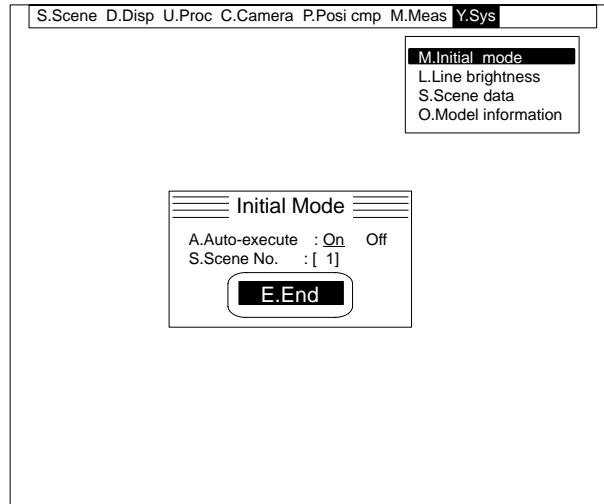 S.Scene D.Disp U.Proc C.Camera P.Posi cmp M.Meas Y.Sys
M.Initial mode
L.Line brightness
S.Scene data
O.Model information
Initial Mode
A.Auto-execute : On Off
S.Scene No. : [ 1]
E.End